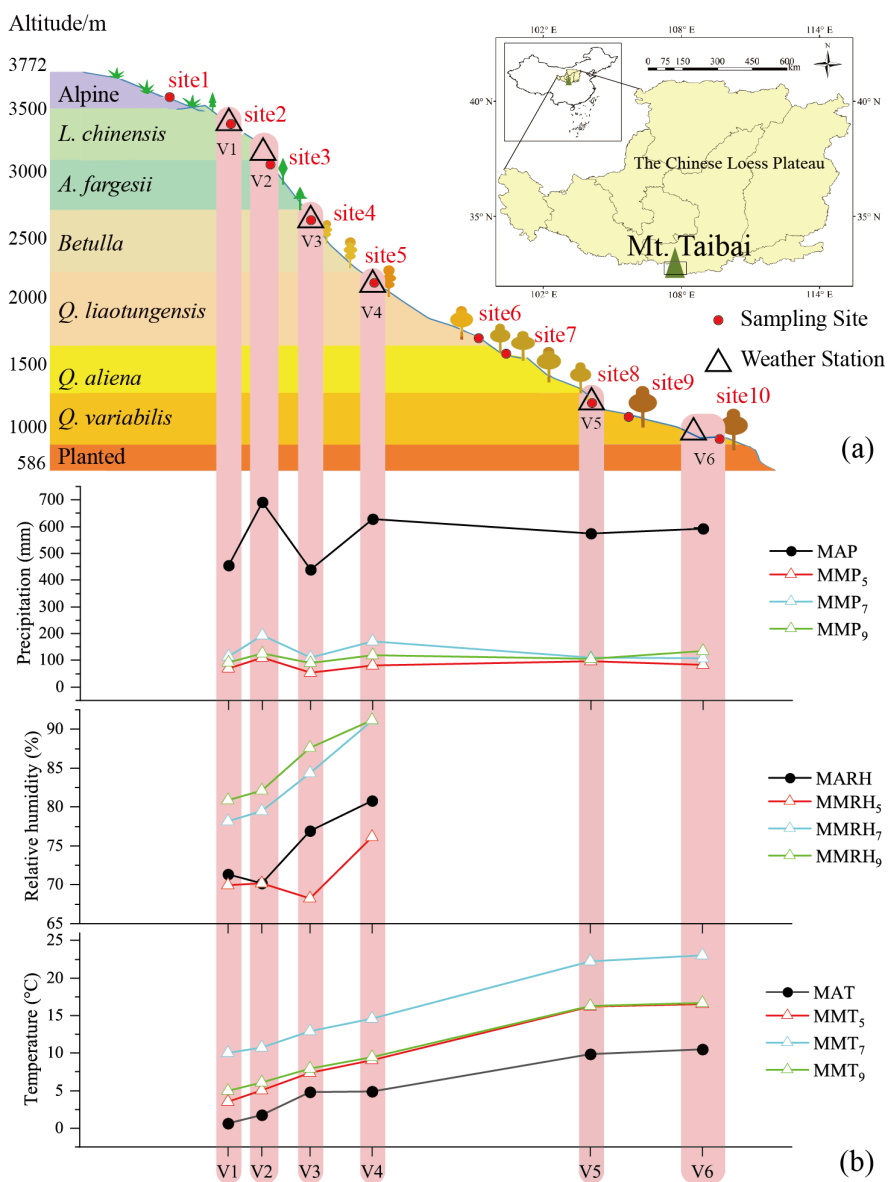 Altitude/m
3772
3500
3000
2500
2000
1500
1000
586
Alpine
L. chinensis
A. fargesii
Betulla
Q. liaotungensis
Q. aliena
Q. variabilis
Planted
site1
site2
site3
site4
site5
site6
site7
site8
site9
site10
V1
V2
V3
V4
V5
V6
102° E
108° E
114° E
0 75 150 300 450 600
km
N
40° N
40° N
The Chinese Loess Plateau
35° N
35° N
Mt. Taibai
102° E
108° E
114° E
Sampling Site
Weather Station
(a)
Precipitation (mm)
700
600
500
400
300
200
100
0
MAP
MMP5
MMP7
MMP9
Relative humidity (%)
90
85
80
75
70
65
MARH
MMRH5
MMRH7
MMRH9
Temperature (°C)
25
20
15
10
5
0
MAT
MMT5
MMT7
MMT9
V1
V2
V3
V4
V5
V6
(b)